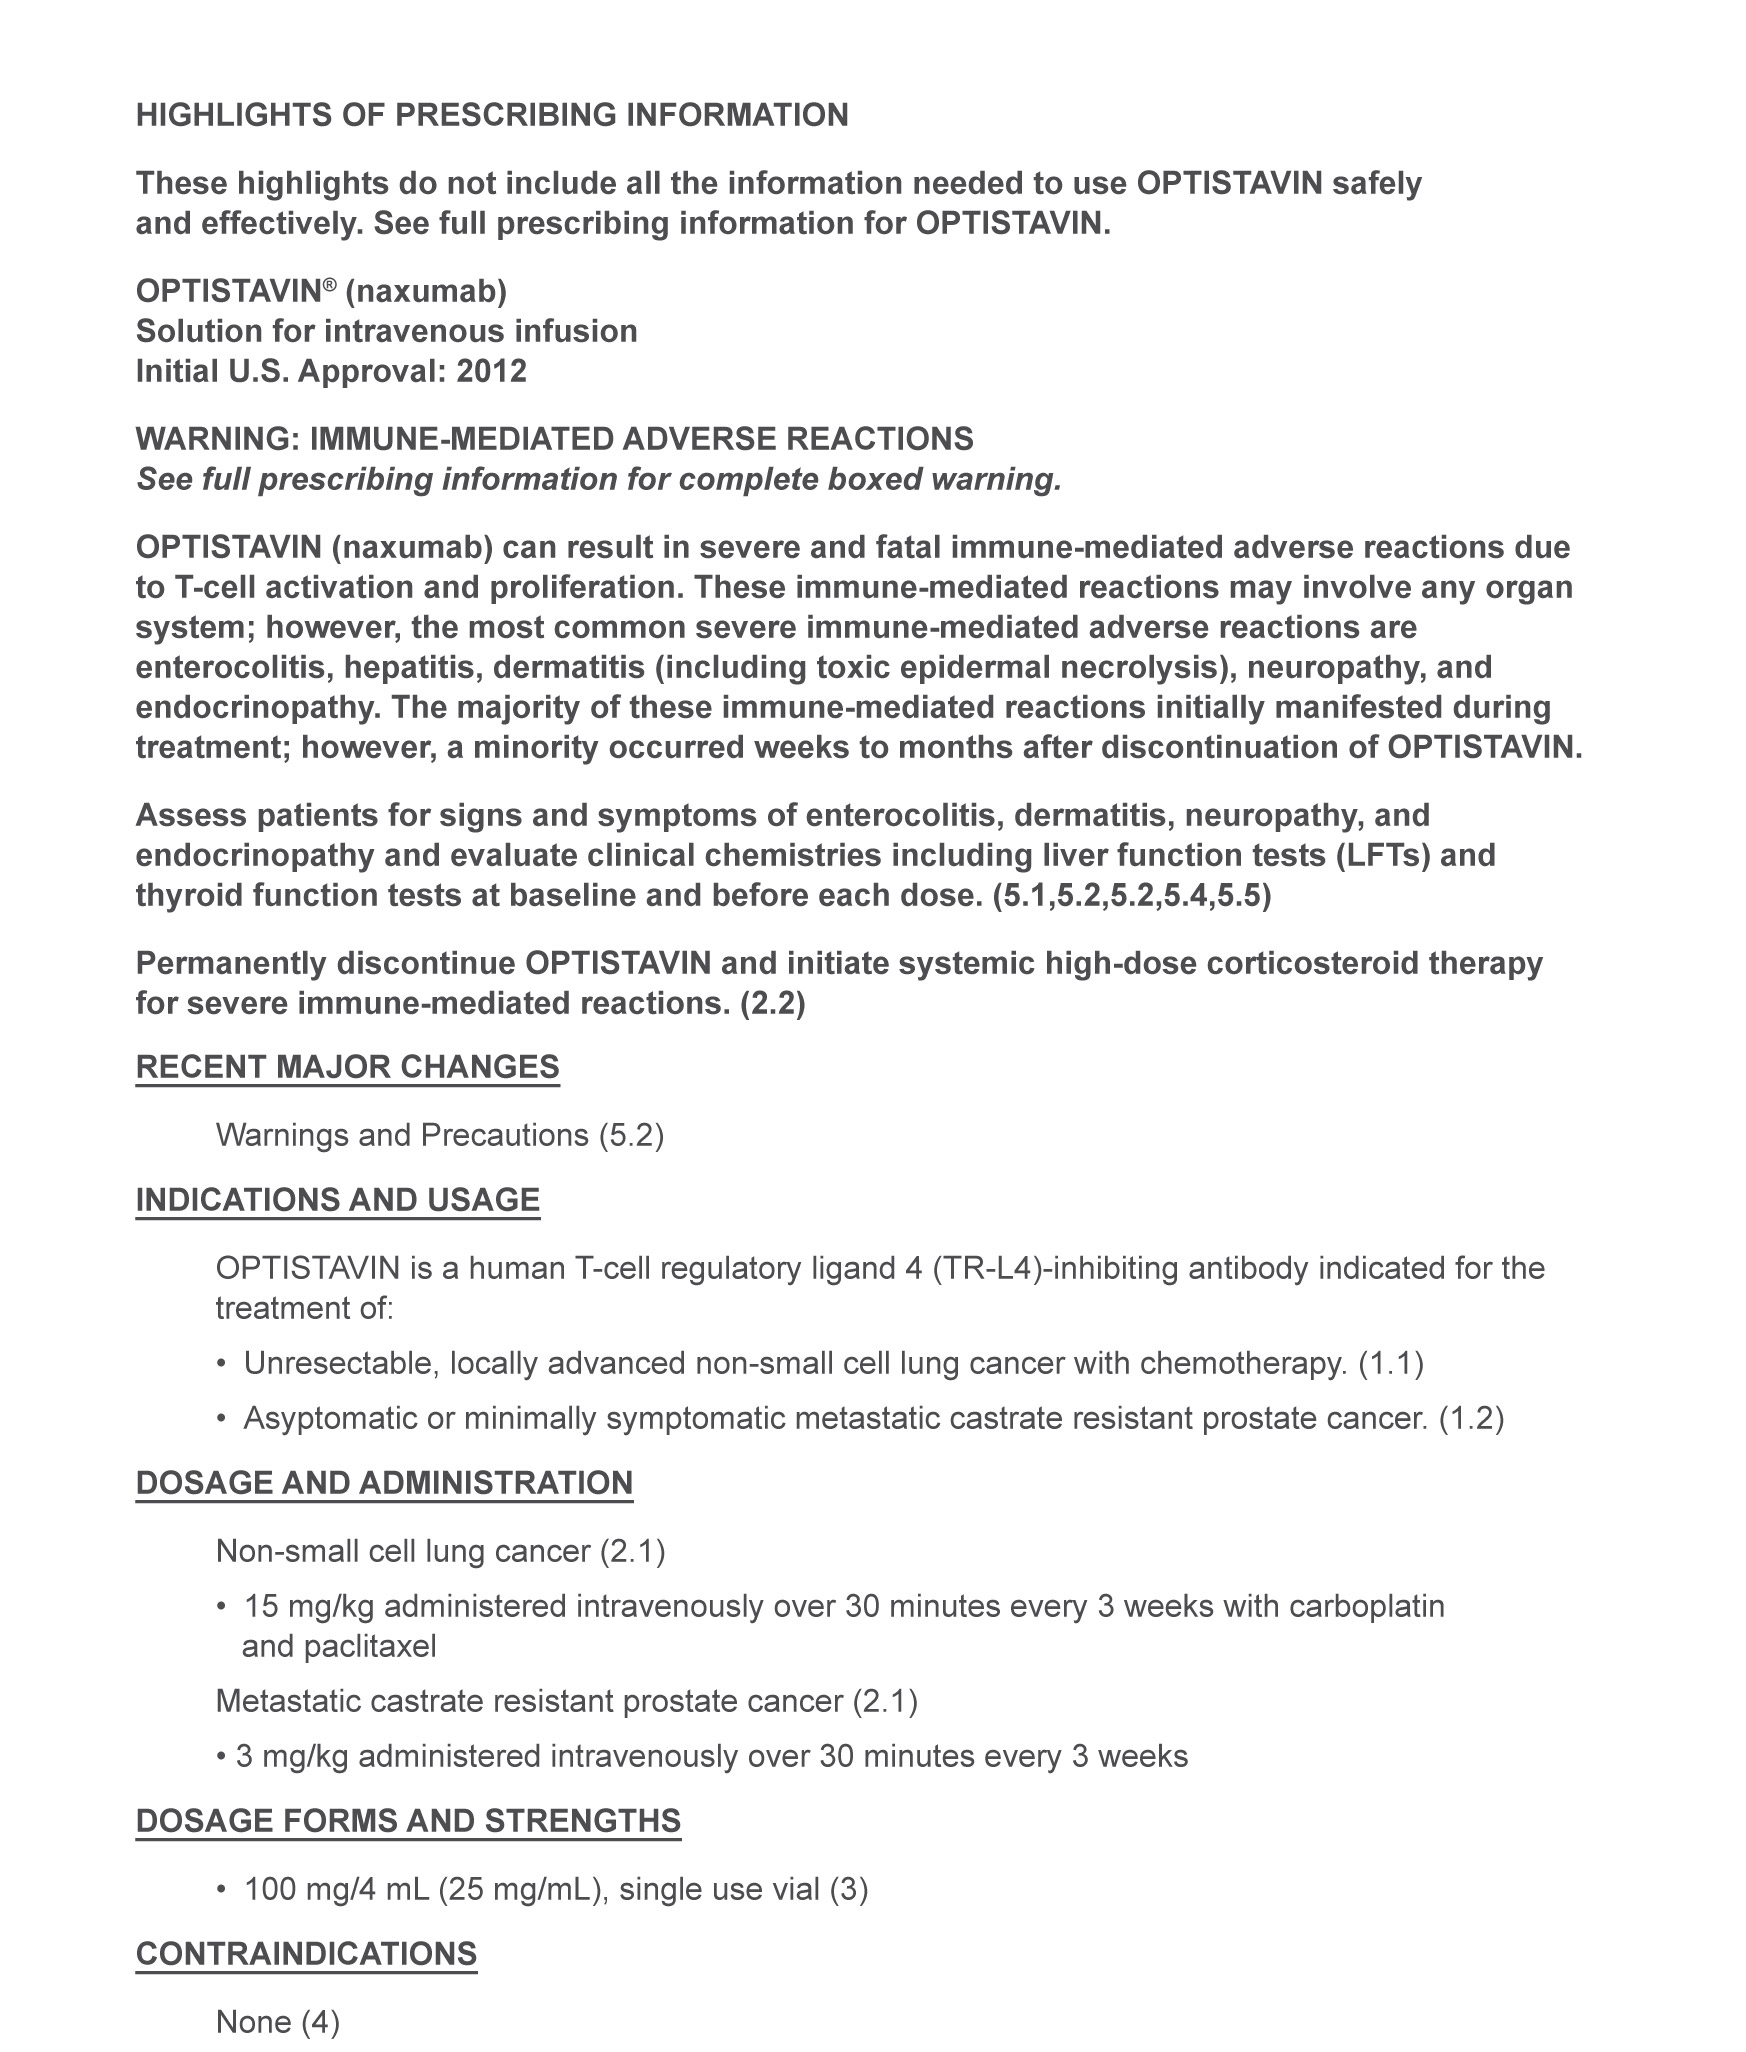 HIGHLIGHTS OF PRESCRIBING INFORMATION
These highlights do not include all the information needed to use OPTISTAVIN safely
and effectively. See full prescribing information for OPTISTAVIN.
OPTISTAVIN® (naxumab)
Solution for intravenous infusion
Initial U.S. Approval: 2012
WARNING: IMMUNE-MEDIATED ADVERSE REACTIONS
See full prescribing information for complete boxed warning.
OPTISTAVIN (naxumab) can result in severe and fatal immune-mediated adverse reactions due
to T-cell activation and proliferation. These immune-mediated reactions may involve any organ
system; however, the most common severe immune-mediated adverse reactions are
enterocolitis, hepatitis, dermatitis (including toxic epidermal necrolysis), neuropathy, and
endocrinopathy. The majority of these immune-mediated reactions initially manifested during
treatment; however, a minority occurred weeks to months after discontinuation of OPTISTAVIN.
Assess patients for signs and symptoms of enterocolitis, dermatitis, neuropathy, and
endocrinopathy and evaluate clinical chemistries including liver function tests (LFTs) and
thyroid function tests at baseline and before each dose. (5.1,5.2,5.2,5.4,5.5)
Permanently discontinue OPTISTAVIN and initiate systemic high-dose corticosteroid therapy
for severe immune-mediated reactions. (2.2)
RECENT MAJOR CHANGES
Warnings and Precautions (5.2)
INDICATIONS AND USAGE
OPTISTAVIN is a human T-cell regulatory ligand 4 (TR-L4)-inhibiting antibody indicated for the
treatment of:
• Unresectable, locally advanced non-small cell lung cancer with chemotherapy. (1.1)
• Asyptomatic or minimally symptomatic metastatic castrate resistant prostate cancer. (1.2)
DOSAGE AND ADMINISTRATION
Non-small cell lung cancer (2.1)
• 15 mg/kg administered intravenously over 30 minutes every 3 weeks with carboplatin
and paclitaxel
Metastatic castrate resistant prostate cancer (2.1)
• 3 mg/kg administered intravenously over 30 minutes every 3 weeks
DOSAGE FORMS AND STRENGTHS
• 100 mg/4 mL (25 mg/mL), single use vial (3)
CONTRAINDICATIONS
None (4)